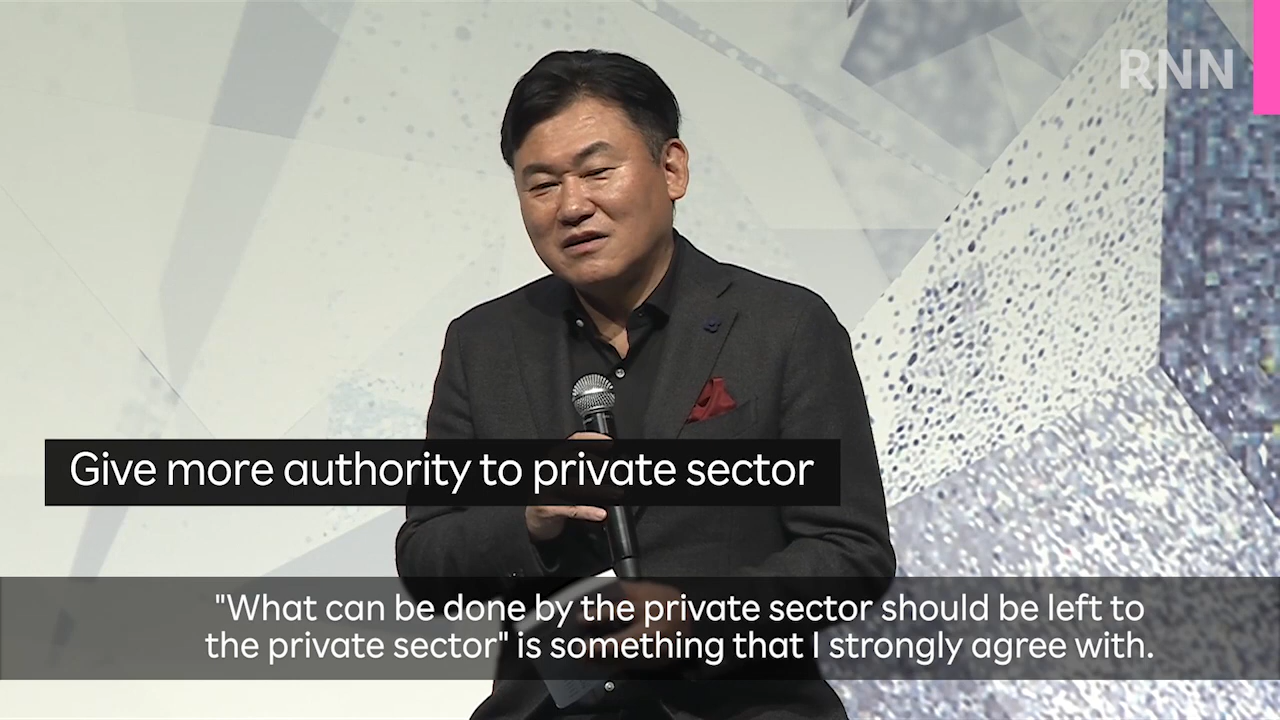 RNN
Give more authority to private sector
"What can be done by the private sector should be left to
the private sector" is something that I strongly agree with.